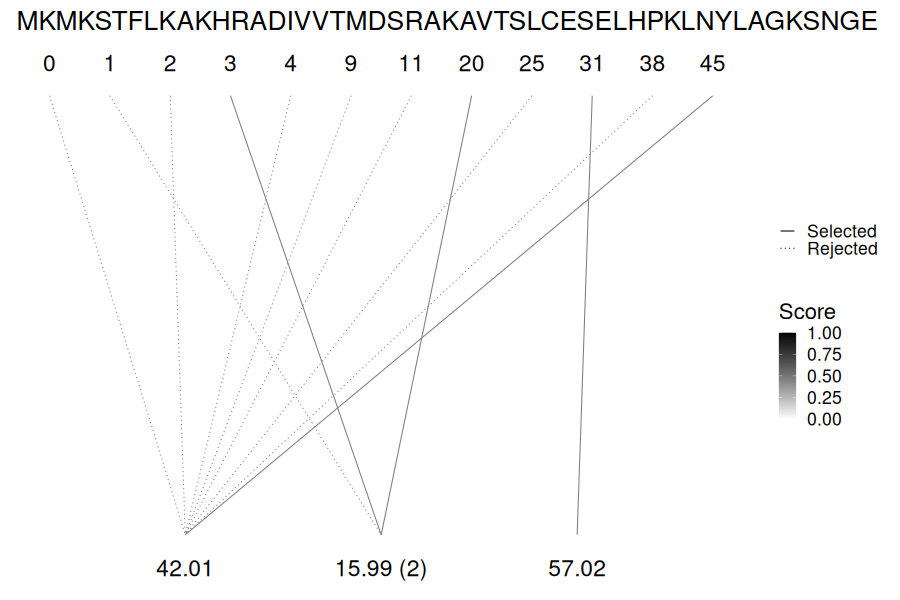 MKMKSTFLKAKHRADIVVTMDSRAKAVTSLCESELHPKLNYLAGKSNGE
0 1 2 3 4 9 11 20 25 31 38 45
Selected
Rejected
Score
1.00
0.75
0.50
0.25
0.00
42.01 15.99 (2) 57.02